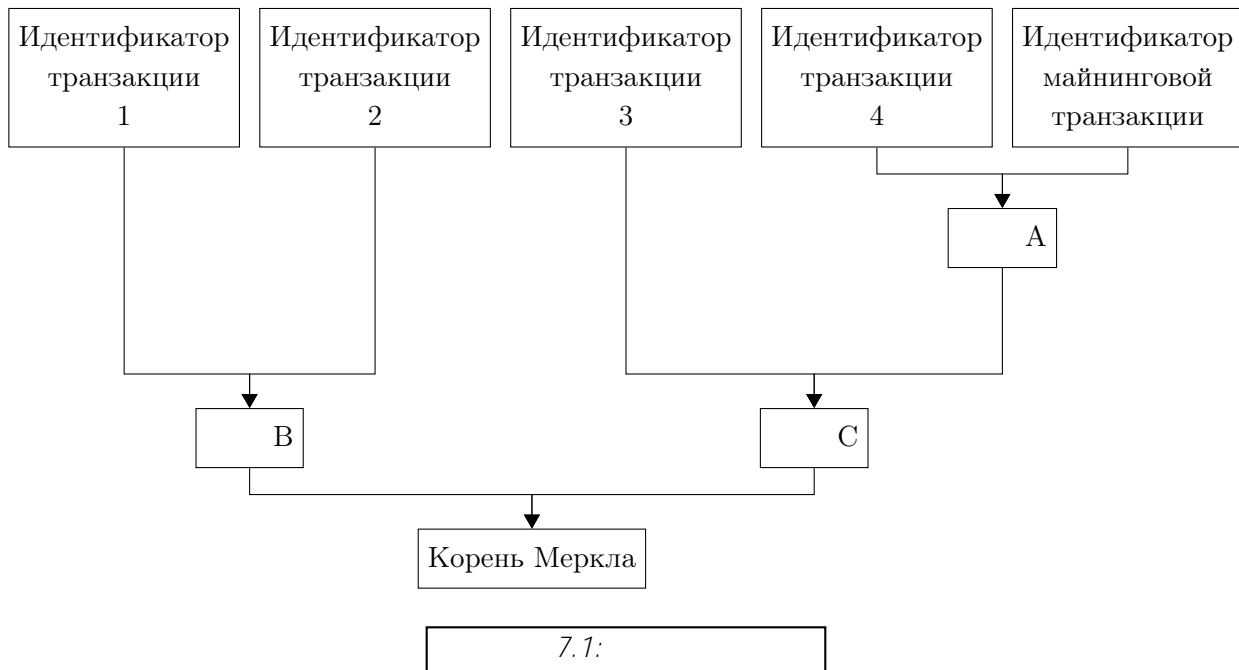 Идентификатор
транзакции
1
Идентификатор
транзакции
2
Идентификатор
транзакции
3
Идентификатор
транзакции
4
Идентификатор
майнинговой
транзакции
A
B
C
Корень Меркла
7.1: